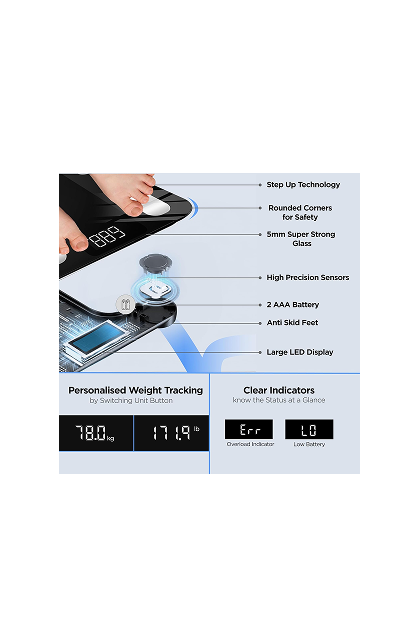 Step Up Technology
Rounded Corners
for Safety
5mm Super Strong
Glass
High Precision Sensors
2 AAA Battery
Anti Skid Feet
Large LED Display
Personalised Weight Tracking
by Switching Unit Button
78.0 kg
171.9 lb
Clear Indicators
know the Status at a Glance
Err
LO
Overload Indicator
Low Battery